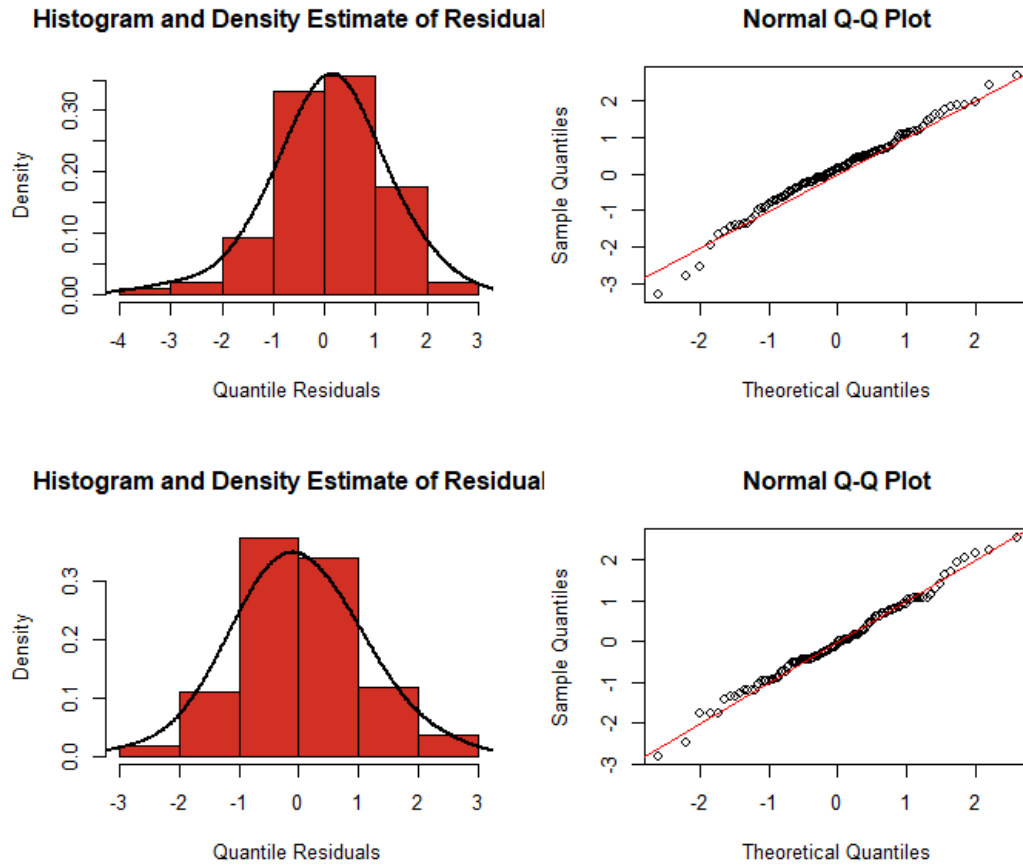 Histogram and Density Estimate of Residual
Normal Q-Q Plot
Density
0.00
0.10
0.20
0.30
-4 -3 -2 -1 0 1 2 3
Quantile Residuals
Sample Quantiles
-3 -2 -1 0 1 2
-2 -1 0 1 2
Theoretical Quantiles
Histogram and Density Estimate of Residual
Normal Q-Q Plot
Density
0.0 0.1 0.2 0.3
-3 -2 -1 0 1 2 3
Quantile Residuals
Sample Quantiles
-3 -2 -1 0 1 2
-2 -1 0 1 2
Theoretical Quantiles